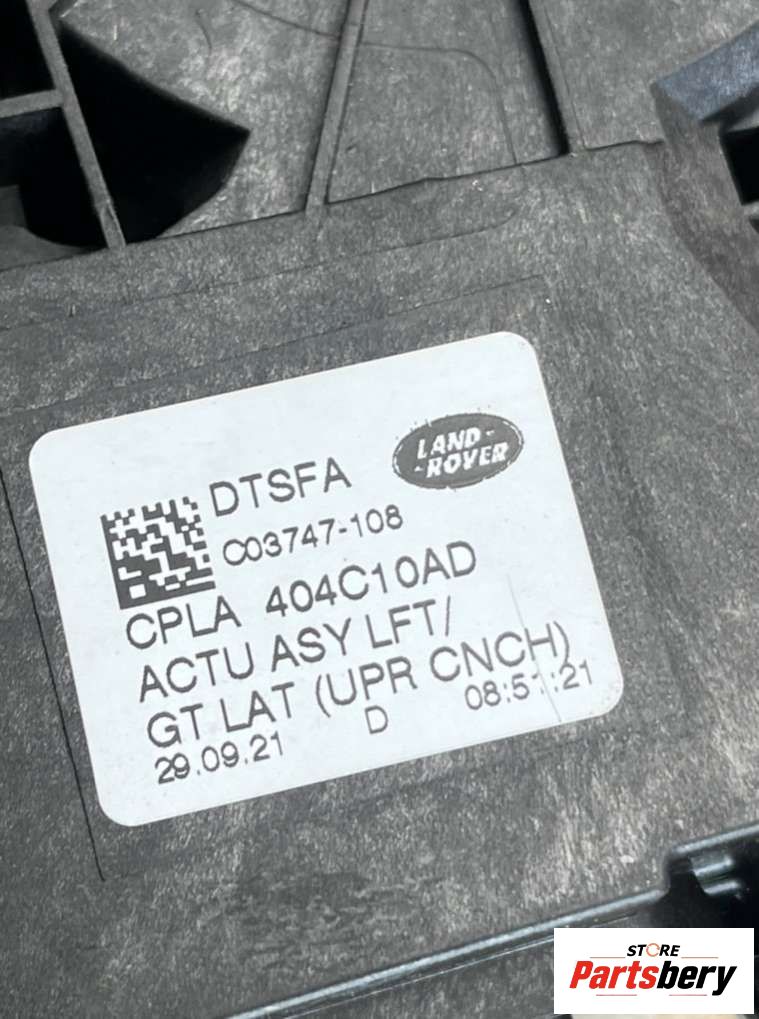 LAND-
-ROVER
DTSFA
C03747-108
CPLA 404C10AD
ACTU ASY LFT/
GT LAT (UPR CNCH)
29.09.21 D 08:51:21
STORE
Partsbery